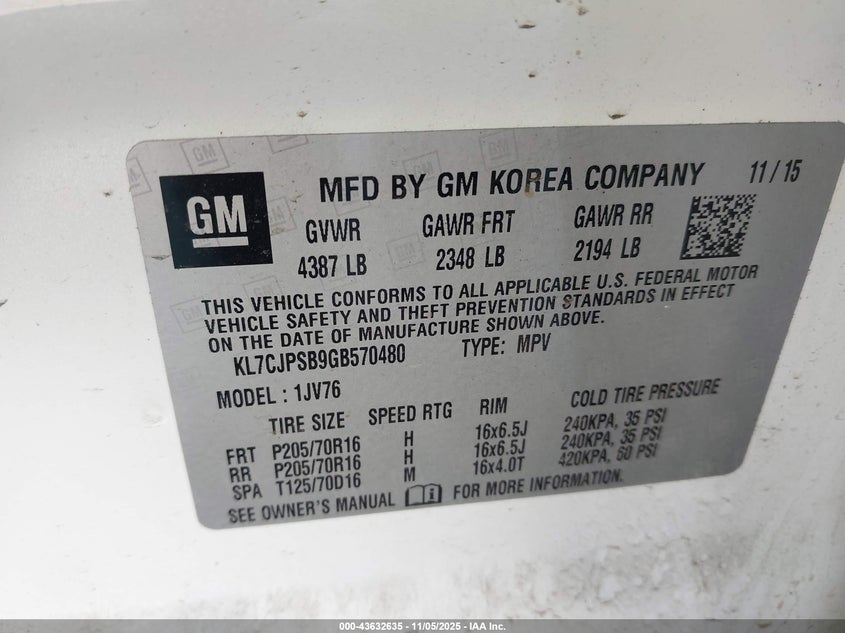 GM
MFD BY GM KOREA COMPANY 11/15
GVWR GAWR FRT GAWR RR
4387 LB 2348 LB 2194 LB
THIS VEHICLE CONFORMS TO ALL APPLICABLE U.S. FEDERAL MOTOR
VEHICLE SAFETY AND THEFT PREVENTION STANDARDS IN EFFECT
ON THE DATE OF MANUFACTURE SHOWN ABOVE.
KL7CJPSB9GB570480 TYPE: MPV
MODEL: 1JV76
TIRE SIZE SPEED RTG RIM COLD TIRE PRESSURE
FRT P205/70R16 H 16x6.5J 240KPA, 35 PSI
RR P205/70R16 H 16x6.5J 240KPA, 35 PSI
SPA T125/70D16 M 16x4.0T 420KPA, 60 PSI
SEE OWNER'S MANUAL FOR MORE INFORMATION.
000-43632635 - 11/05/2025 - IAA Inc.